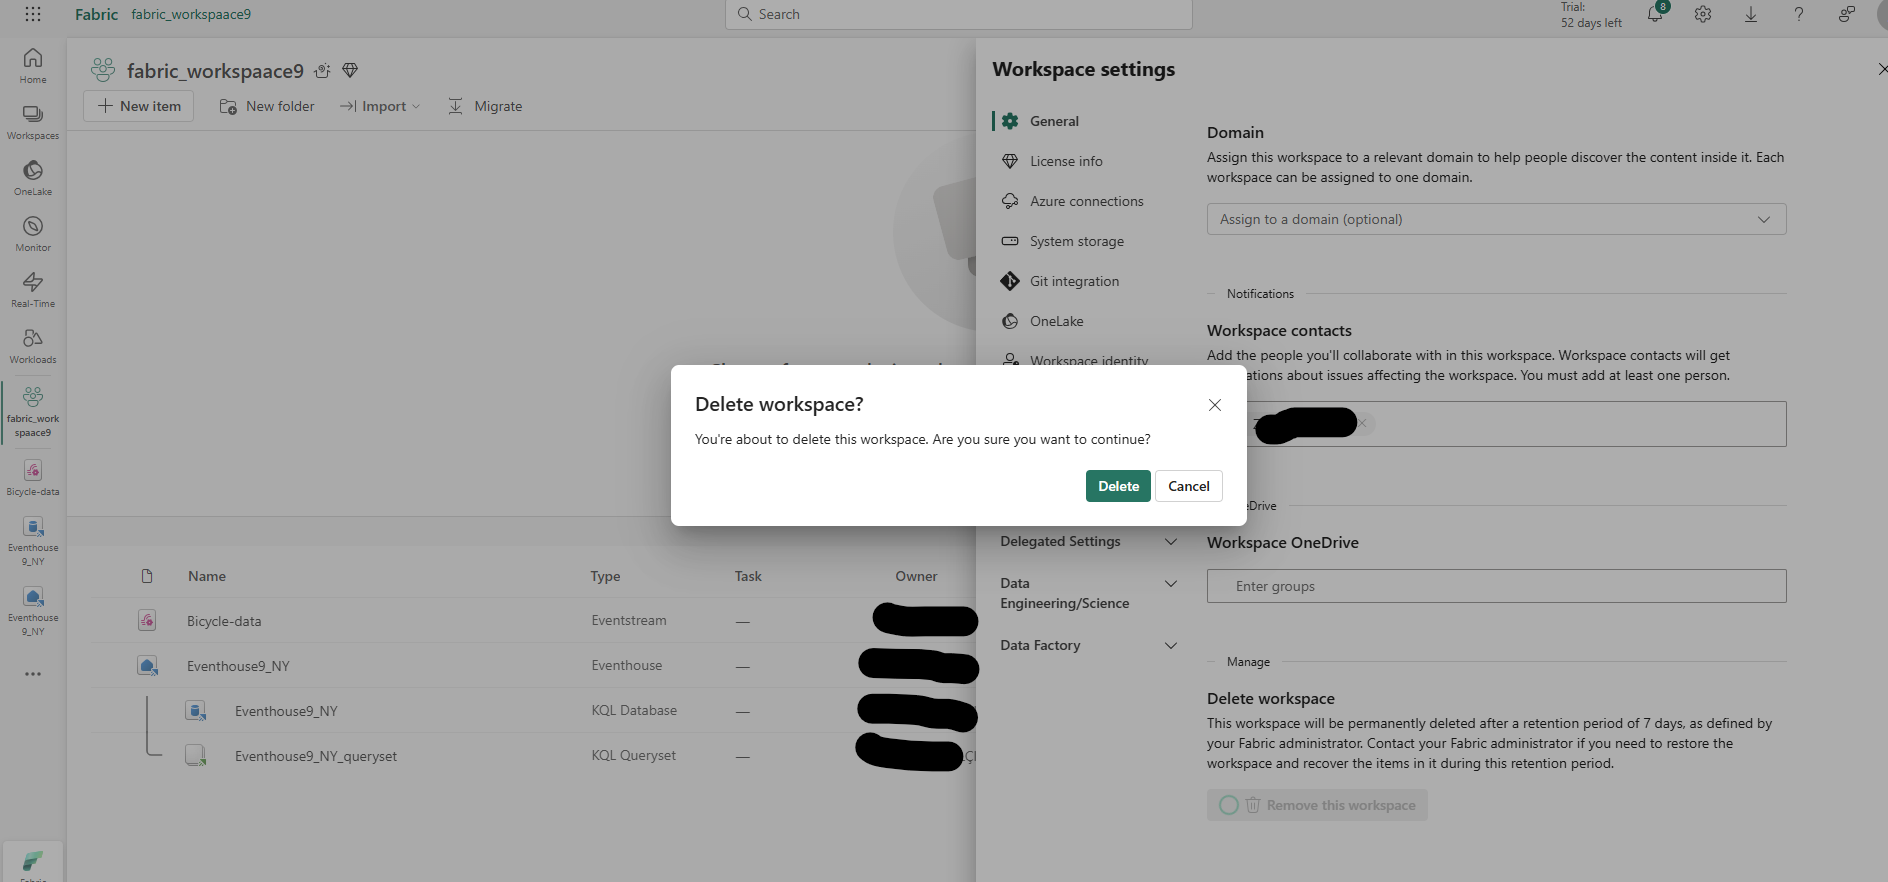 Fabric fabric_workspaace9
Search
Trial:
52 days left
8
Home
Workspaces
OneLake
Monitor
Real-Time
Workloads
fabric_work
spaace9
Bicycle-data
Eventhouse
9_NY
Eventhouse
9_NY
fabric_workspaace9
New item New folder Import Migrate
Name Type Task Owner
Bicycle-data Eventstream —
Eventhouse9_NY Eventhouse —
Eventhouse9_NY KQL Database —
Eventhouse9_NY_queryset KQL Queryset —
Workspace settings
General
License info
Azure connections
System storage
Git integration
OneLake
Workspace identity
Delegated Settings
Data
Engineering/Science
Data Factory
Domain
Assign this workspace to a relevant domain to help people discover the content inside it. Each
workspace can be assigned to one domain.
Assign to a domain (optional)
Notifications
Workspace contacts
Add the people you'll collaborate with in this workspace. Workspace contacts will get
about issues affecting the workspace. You must add at least one person.
Workspace OneDrive
Enter groups
Manage
Delete workspace
This workspace will be permanently deleted after a retention period of 7 days, as defined by
your Fabric administrator. Contact your Fabric administrator if you need to restore the
workspace and recover the items in it during this retention period.
Remove this workspace
Delete workspace?
You're about to delete this workspace. Are you sure you want to continue?
Delete Cancel